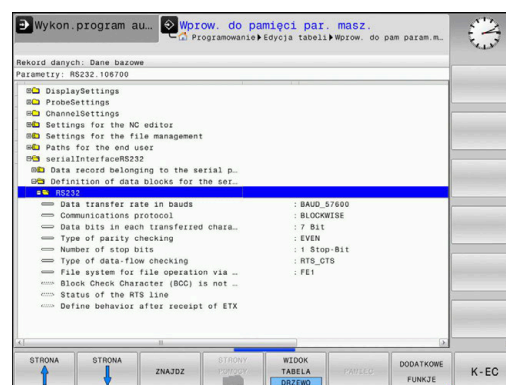 Wykon.program au…
Wprow. do pamięci par. masz.
Programowanie▶Edycja tabeli▶Wprow. do pam param.m…
Rekord danych: Dane bazowe
Parametry: RS232.106700
DisplaySettings
ProbeSettings
ChannelSettings
Settings for the NC editor
Settings for the file management
Paths for the end user
serialInterfaceRS232
Data record belonging to the serial p…
Definition of data blocks for the ser…
RS232
Data transfer rate in bauds : BAUD_57600
Communications protocol : BLOCKWISE
Data bits in each transferred chara… : 7 Bit
Type of parity checking : EVEN
Number of stop bits : 1 Stop-Bit
Type of data-flow checking : RTS_CTS
File system for file operation via … : FE1
Block Check Character (BCC) is not …
Status of the RTS line
Define behavior after receipt of ETX
STRONA
STRONA
ZNAJDZ
STRONY
POMOCY
WIDOK
TABELA
DRZEWO
DODATKOWE
FUNKJE
K-EC